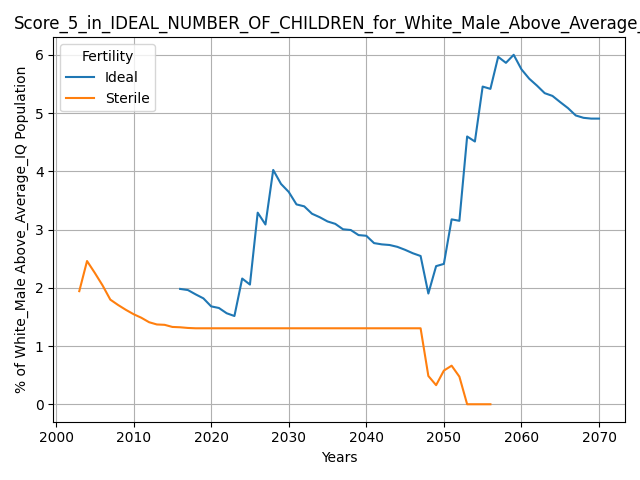 Score_5_in_IDEAL_NUMBER_OF_CHILDREN_for_White_Male_Above_Average_
Fertility
Ideal
Sterile
% of White_Male Above_Average_IQ Population
6
5
4
3
2
1
0
2000 2010 2020 2030 2040 2050 2060 2070
Years